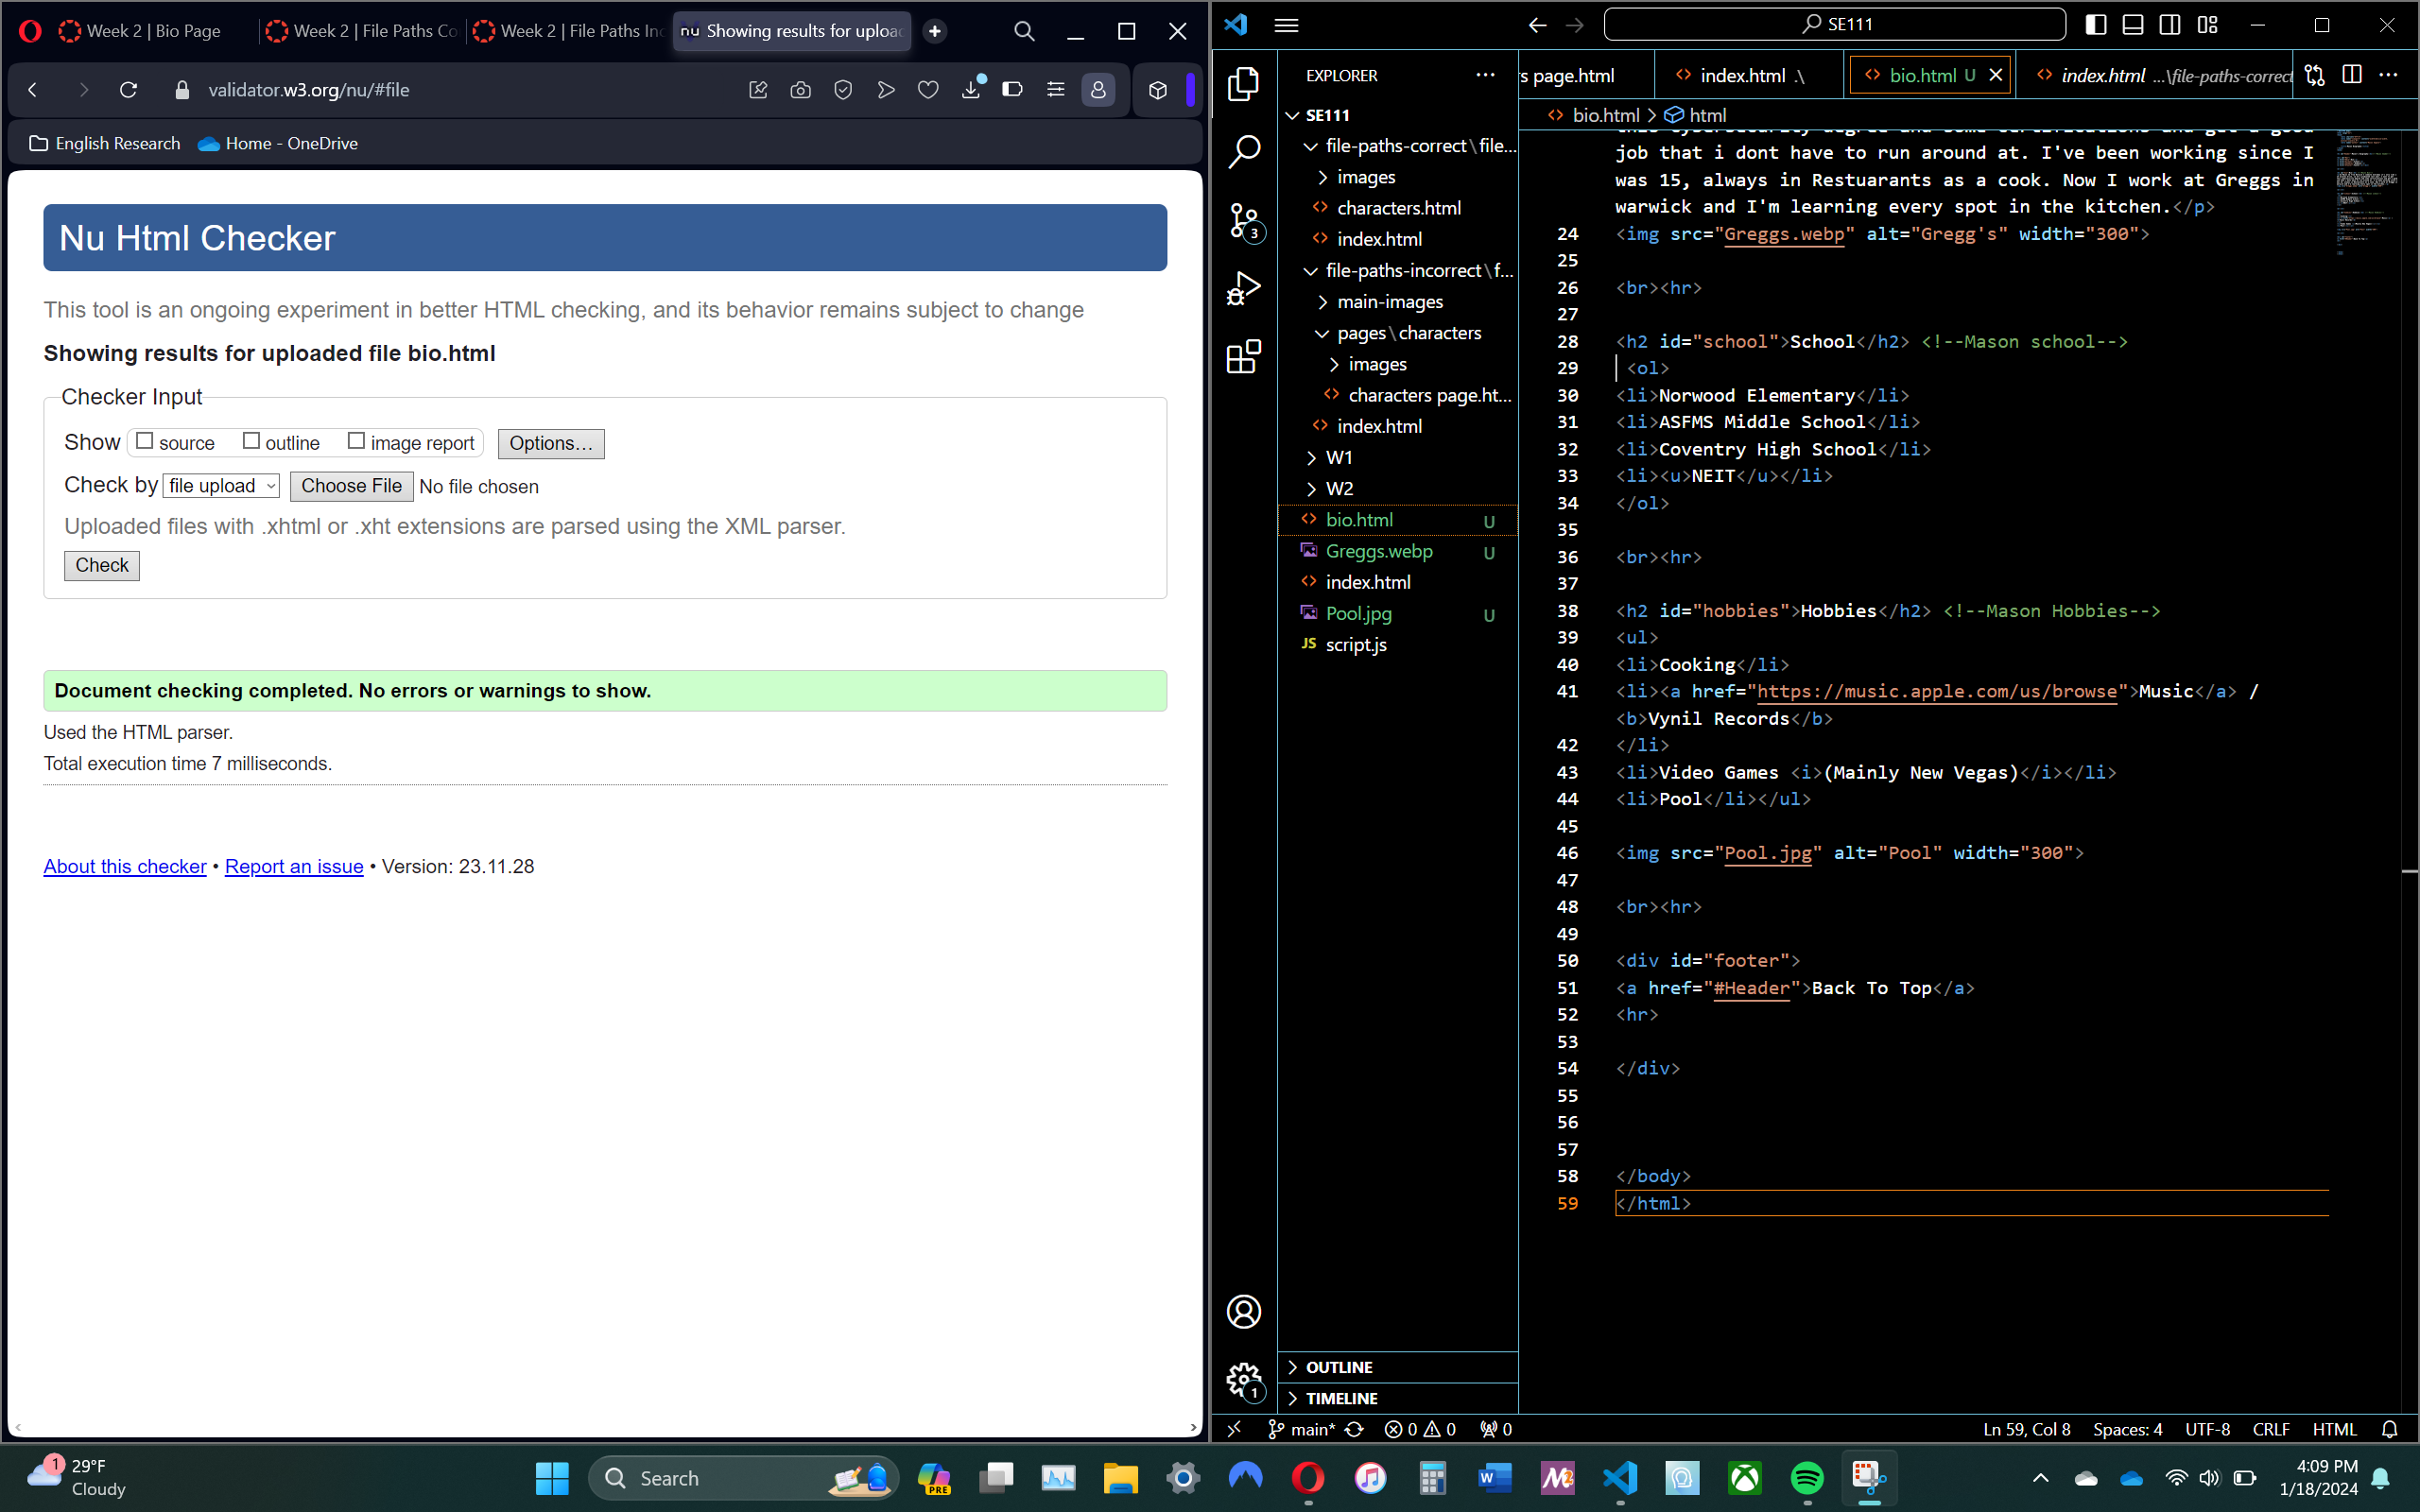 Week 2 | Bio Page
Week 2 | File Paths Co
Week 2 | File Paths Inc
nu Showing results for uploa
validator.w3.org/nu/#file
English Research
Home - OneDrive
Nu Html Checker
This tool is an ongoing experiment in better HTML checking, and its behavior remains subject to change
Showing results for uploaded file bio.html
Checker Input
Show source outline image report Options...
Check by file upload Choose File No file chosen
Uploaded files with .xhtml or .xht extensions are parsed using the XML parser.
Check
Document checking completed. No errors or warnings to show.
Used the HTML parser.
Total execution time 7 milliseconds.
About this checker • Report an issue • Version: 23.11.28
SE111
EXPLORER
SE111
file-paths-correct\file...
images
characters.html
index.html
file-paths-incorrect\f...
main-images
pages\characters
images
characters page.ht...
index.html
W1
W2
bio.html U
Greggs.webp U
index.html
Pool.jpg U
JS script.js
OUTLINE
TIMELINE
3
1
s page.html
index.html .\
bio.html U
index.html ...\file-paths-correct
bio.html > html
job that i dont have to run around at. I've been working since I
was 15, always in Restuarants as a cook. Now I work at Greggs in
warwick and I'm learning every spot in the kitchen.</p>
24 <img src="Greggs.webp" alt="Gregg's" width="300">
25
26 <br><hr>
27
28 <h2 id="school">School</h2> <!--Mason school-->
29 <ol>
30 <li>Norwood Elementary</li>
31 <li>ASFMS Middle School</li>
32 <li>Coventry High School</li>
33 <li><u>NEIT</u></li>
34 </ol>
35
36 <br><hr>
37
38 <h2 id="hobbies">Hobbies</h2> <!--Mason Hobbies-->
39 <ul>
40 <li>Cooking</li>
41 <li><a href="https://music.apple.com/us/browse">Music</a> /
<b>Vynil Records</b>
42 </li>
43 <li>Video Games <i>(Mainly New Vegas)</i></li>
44 <li>Pool</li></ul>
45
46 <img src="Pool.jpg" alt="Pool" width="300">
47
48 <br><hr>
49
50 <div id="footer">
51 <a href="#Header">Back To Top</a>
52 <hr>
53
54 </div>
55
56
57
58 </body>
59 </html>
main* 0 0 0
Ln 59, Col 8 Spaces: 4 UTF-8 CRLF HTML
1
29°F
Cloudy
Search
PRE
4:09 PM
1/18/2024